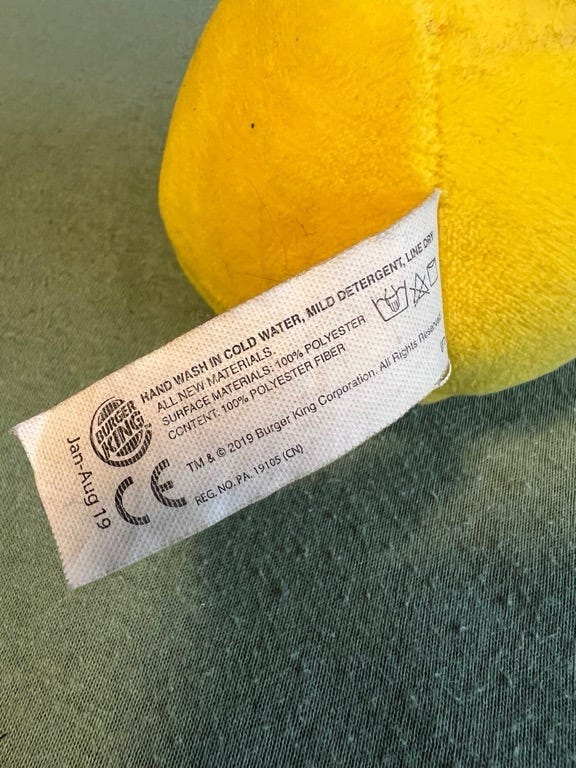 HAND WASH IN COLD WATER, MILD DETERGENT, LINE DRY
ALL NEW MATERIALS
SURFACE MATERIALS: 100% POLYESTER
CONTENT: 100% POLYESTER FIBER
BURGER
KING
TM & © 2019 Burger King Corporation. All Rights Reserved
CE
REG. NO. PA. 19105 (CN)
Jan-Aug 19